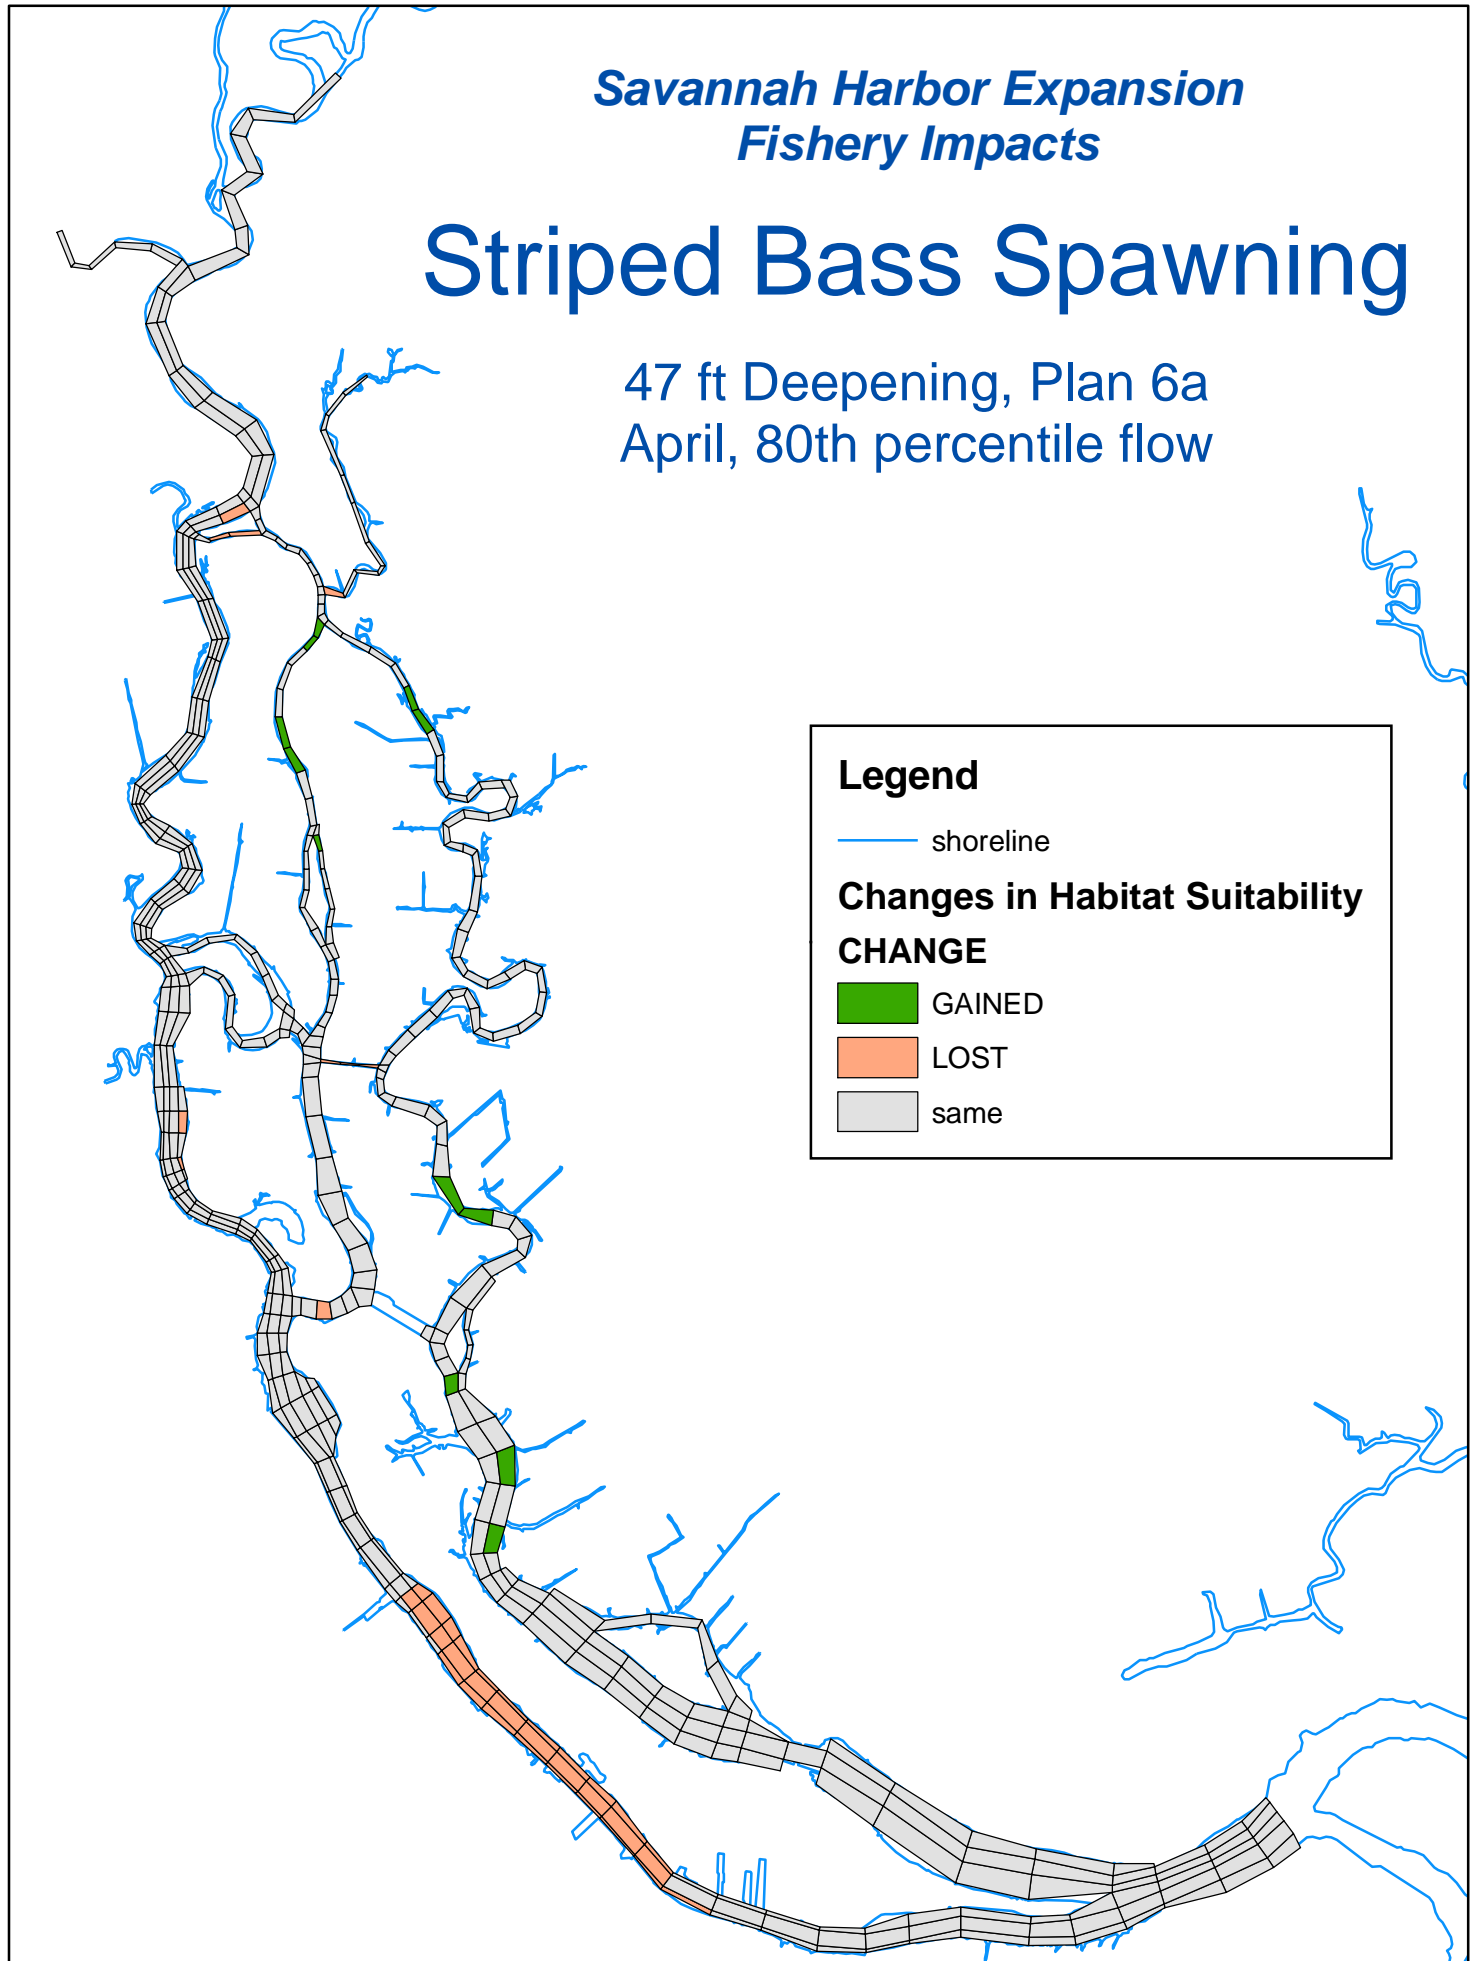 Savannah Harbor Expansion
Fishery Impacts
Striped Bass Spawning
47 ft Deepening, Plan 6a
April, 80th percentile flow
Legend
shoreline
Changes in Habitat Suitability
CHANGE
GAINED
LOST
same